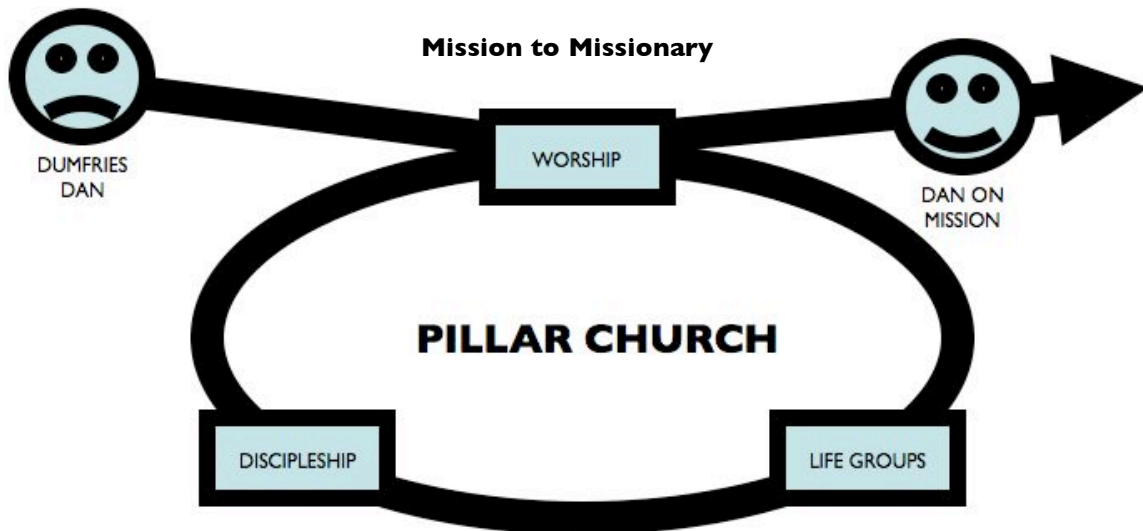 Mission to Missionary
DUMFRIES
DAN
WORSHIP
DAN ON
MISSION
PILLAR CHURCH
DISCIPLESHIP
LIFE GROUPS